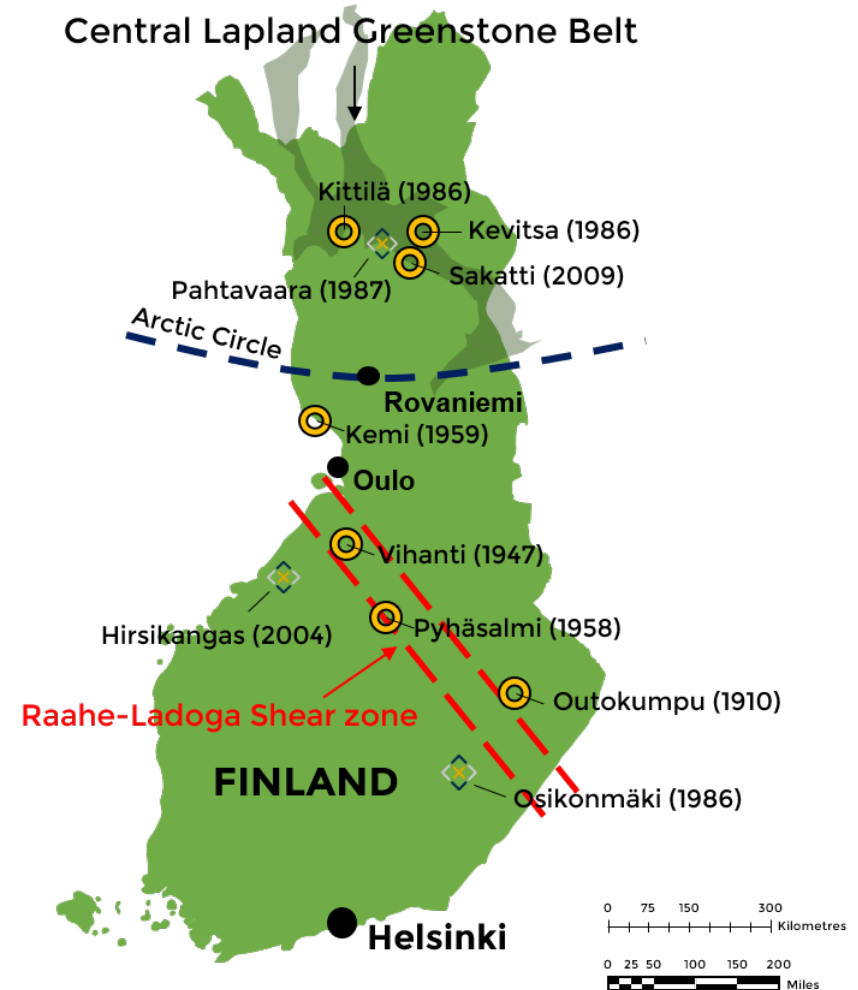 Central Lapland Greenstone Belt
Kittilä (1986)
Kevitsa (1986)
Sakatti (2009)
Pahtavaara (1987)
Arctic Circle
Rovaniemi
Kemi (1959)
Oulo
Vihanti (1947)
Hirsikangas (2004)
Pyhäsalmi (1958)
Outokumpu (1910)
Raahe-Ladoga Shear zone
FINLAND
Osikonmäki (1986)
Helsinki
0 75 150 300
Kilometres
0 25 50 100 150 200
Miles